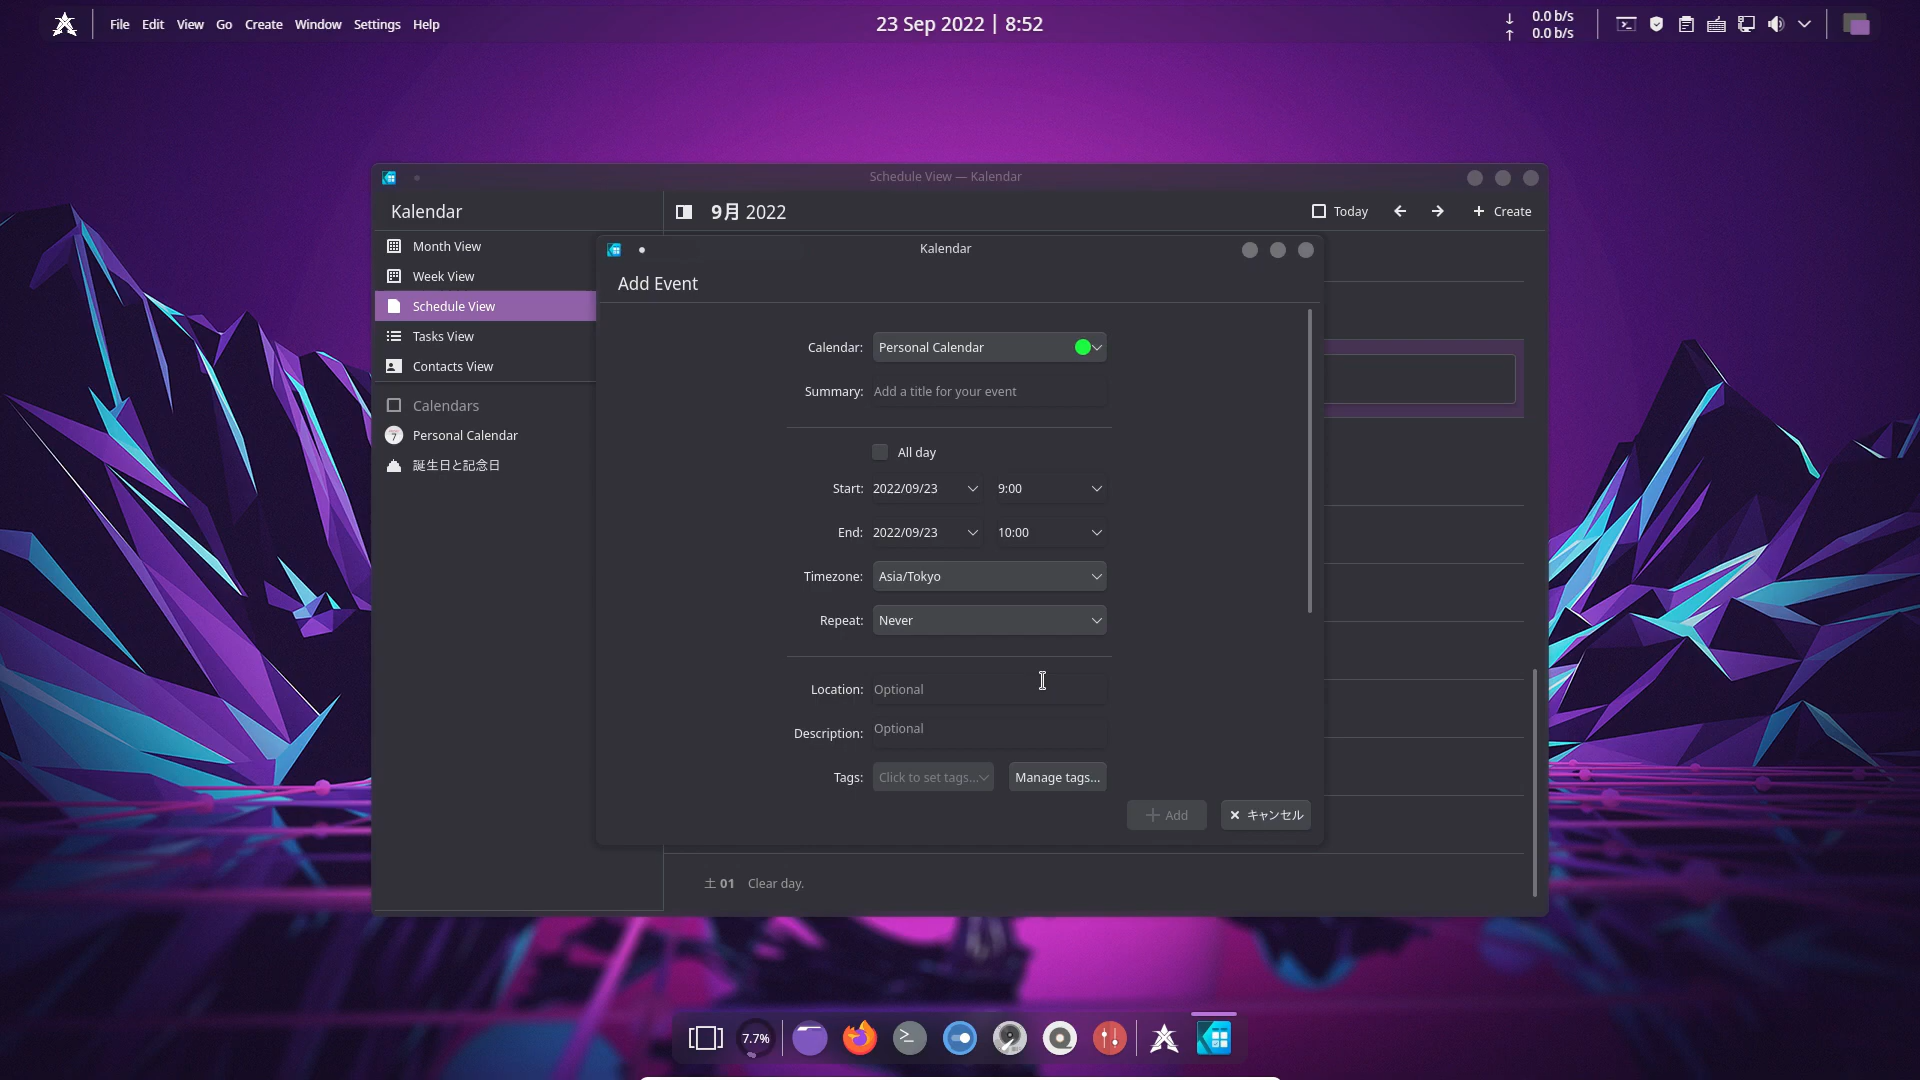 File Edit View Go Create Window Settings Help
23 Sep 2022 | 8:52
↓ 0.0 b/s
↑ 0.0 b/s
Schedule View — Kalendar
Kalendar
9月 2022
Today
Create
Month View
Week View
Schedule View
Tasks View
Contacts View
Calendars
Personal Calendar
誕生日と記念日
Kalendar
Add Event
Calendar: Personal Calendar
Summary: Add a title for your event
All day
Start: 2022/09/23 9:00
End: 2022/09/23 10:00
Timezone: Asia/Tokyo
Repeat: Never
Location: Optional
Description: Optional
Tags: Click to set tags... Manage tags...
Add
キャンセル
土 01 Clear day.
7.7%